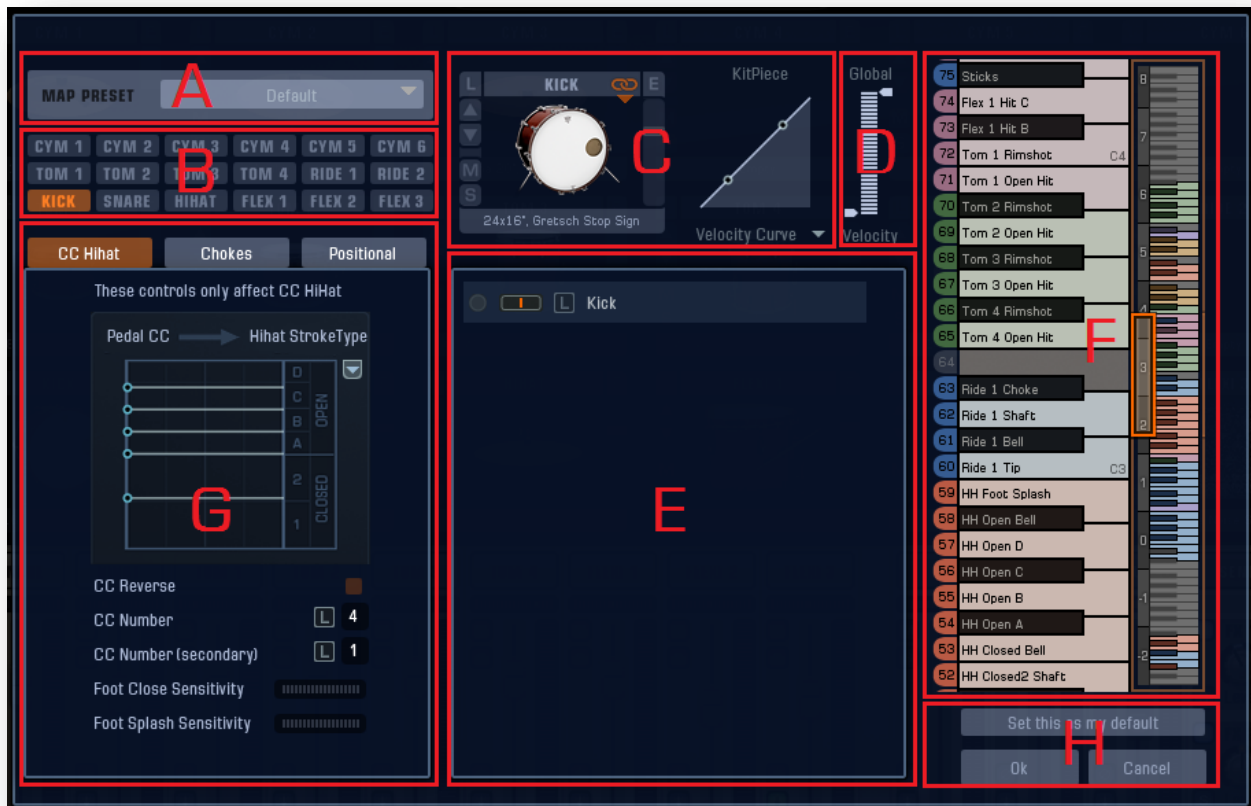 A
MAP PRESET Default
B
CYM 1 CYM 2 CYM 3 CYM 4 CYM 5 CYM 6
TOM 1 TOM 2 TOM 3 TOM 4 RIDE 1 RIDE 2
KICK SNARE HIHAT FLEX 1 FLEX 2 FLEX 3
CC Hihat Chokes Positional
These controls only affect CC HiHat
Pedal CC Hihat StrokeType
D
C
B
A
OPEN
2
1
CLOSED
G
CC Reverse
CC Number L 4
CC Number (secondary) L 1
Foot Close Sensitivity
Foot Splash Sensitivity
L KICK E
M
S
24x16", Gretsch Stop Sign
C
KitPiece
Velocity Curve
Global
D
Velocity
L Kick
E
75 Sticks
74 Flex 1 Hit C
73 Flex 1 Hit B
72 Tom 1 Rimshot C4
71 Tom 1 Open Hit
70 Tom 2 Rimshot
69 Tom 2 Open Hit
68 Tom 3 Rimshot
67 Tom 3 Open Hit
66 Tom 4 Rimshot
65 Tom 4 Open Hit
64
63 Ride 1 Choke
62 Ride 1 Shaft
61 Ride 1 Bell
60 Ride 1 Tip C3
59 HH Foot Splash
58 HH Open Bell
57 HH Open D
56 HH Open C
55 HH Open B
54 HH Open A
53 HH Closed Bell
52 HH Closed2 Shaft
F
8
7
6
5
4
3
2
1
0
-1
-2
Set this as my default
H
Ok Cancel